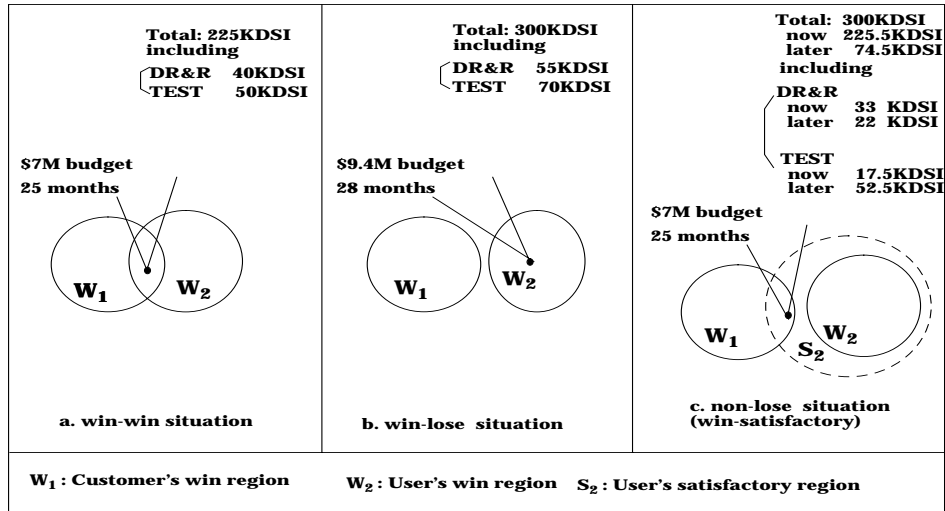 Total: 225KDSI
including
DR&R 40KDSI
TEST 50KDSI
$7M budget
25 months
W1
W2
a. win-win situation
Total: 300KDSI
including
DR&R 55KDSI
TEST 70KDSI
$9.4M budget
28 months
W1
W2
b. win-lose situation
Total: 300KDSI
now 225.5KDSI
later 74.5KDSI
including
DR&R
now 33 KDSI
later 22 KDSI
TEST
now 17.5KDSI
later 52.5KDSI
$7M budget
25 months
W1
S2
W2
c. non-lose situation
(win-satisfactory)
W1 : Customer's win region W2 : User's win region S2 : User's satisfactory region